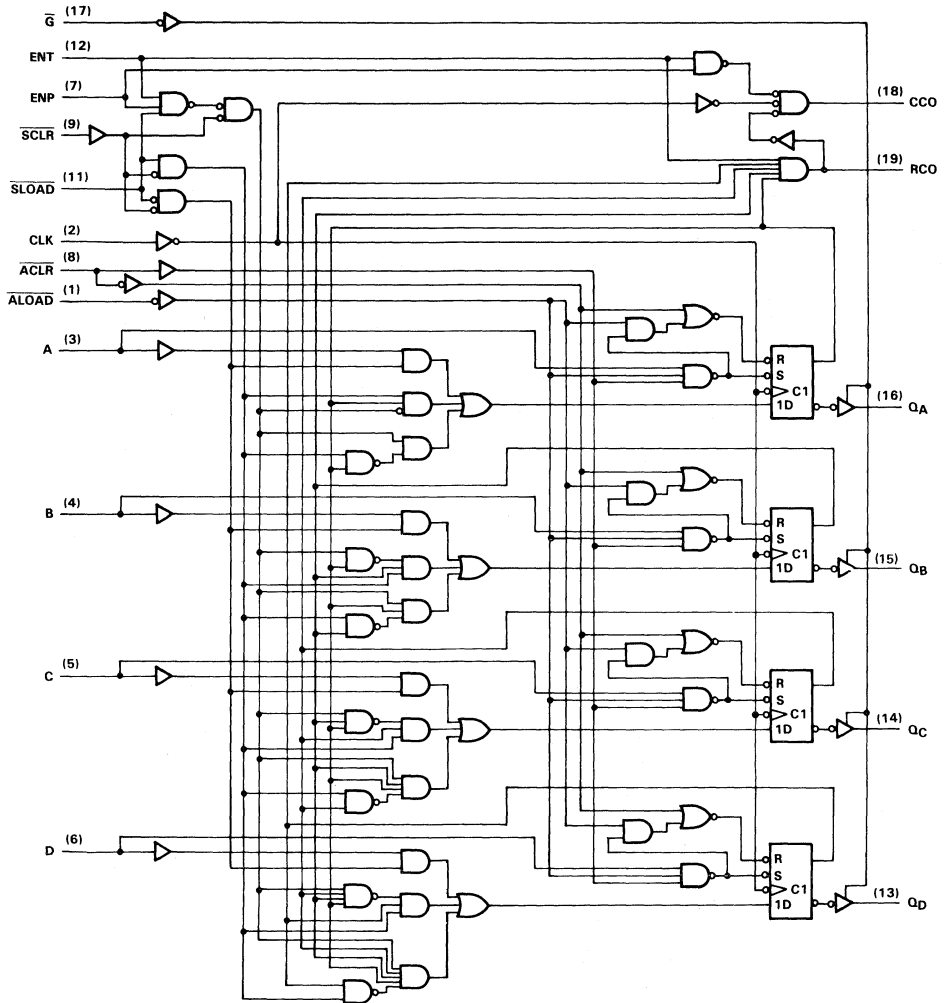 G̅ (17)
ENT (12)
ENP (7)
S̅C̅L̅R̅ (9)
S̅L̅O̅A̅D̅ (11)
CLK (2)
A̅C̅L̅R̅ (8)
A̅L̅O̅A̅D̅ (1)
A (3)
B (4)
C (5)
D (6)
(18) CCO
(19) RCO
R
S
C1
1D
(16) QA
R
S
C1
1D
(15) QB
R
S
C1
1D
(14) QC
R
S
C1
1D
(13) QD